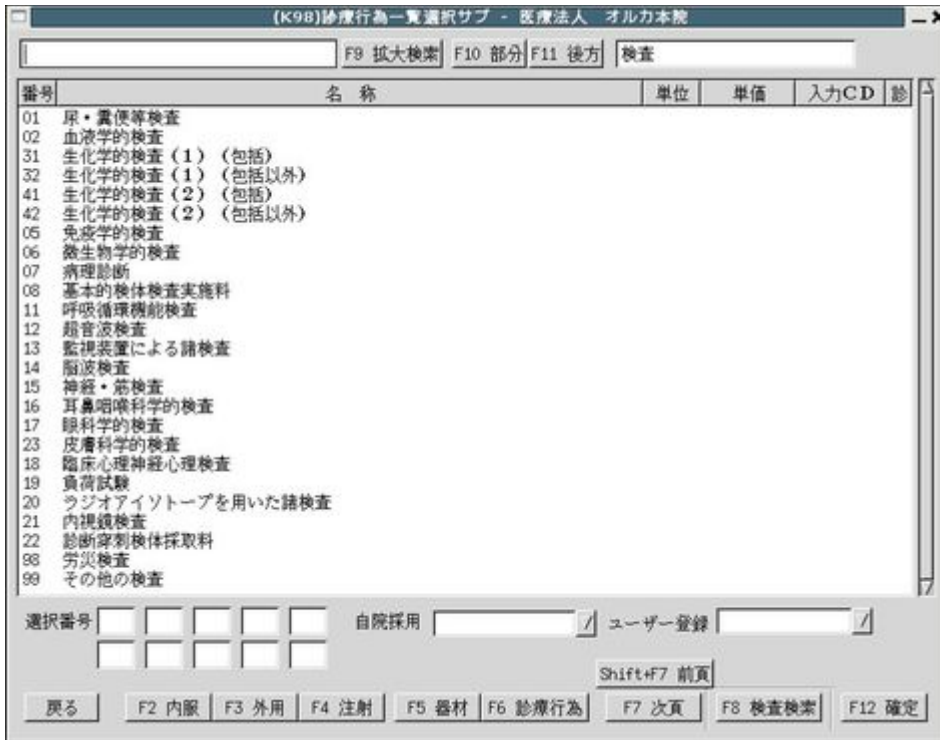 (K98)診療行為一覧選択サブ - 医療法人 オルカ本院
F9 拡大検索 F10 部分 F11 後方 検査
番号 名 称 単位 単価 入力CD 診
01 尿・糞便等検査
02 血液学的検査
31 生化学的検査(1) (包括)
32 生化学的検査(1) (包括以外)
41 生化学的検査(2) (包括)
42 生化学的検査(2) (包括以外)
05 免疫学的検査
06 微生物学的検査
07 病理診断
08 基本的検体検査実施料
11 呼吸循環機能検査
12 超音波検査
13 監視装置による諸検査
14 脳波検査
15 神経・筋検査
16 耳鼻咽喉科学的検査
17 眼科学的検査
23 皮膚科学的検査
18 臨床心理神経心理検査
19 負荷試験
20 ラジオアイソトープを用いた諸検査
21 内視鏡検査
22 診断穿刺検体採取料
98 労災検査
99 その他の検査
選択番号 自院採用 ユーザー登録
Shift+F7 前頁
戻る F2 内服 F3 外用 F4 注射 F5 器材 F6 診療行為 F7 次頁 F8 検査検索 F12 確定